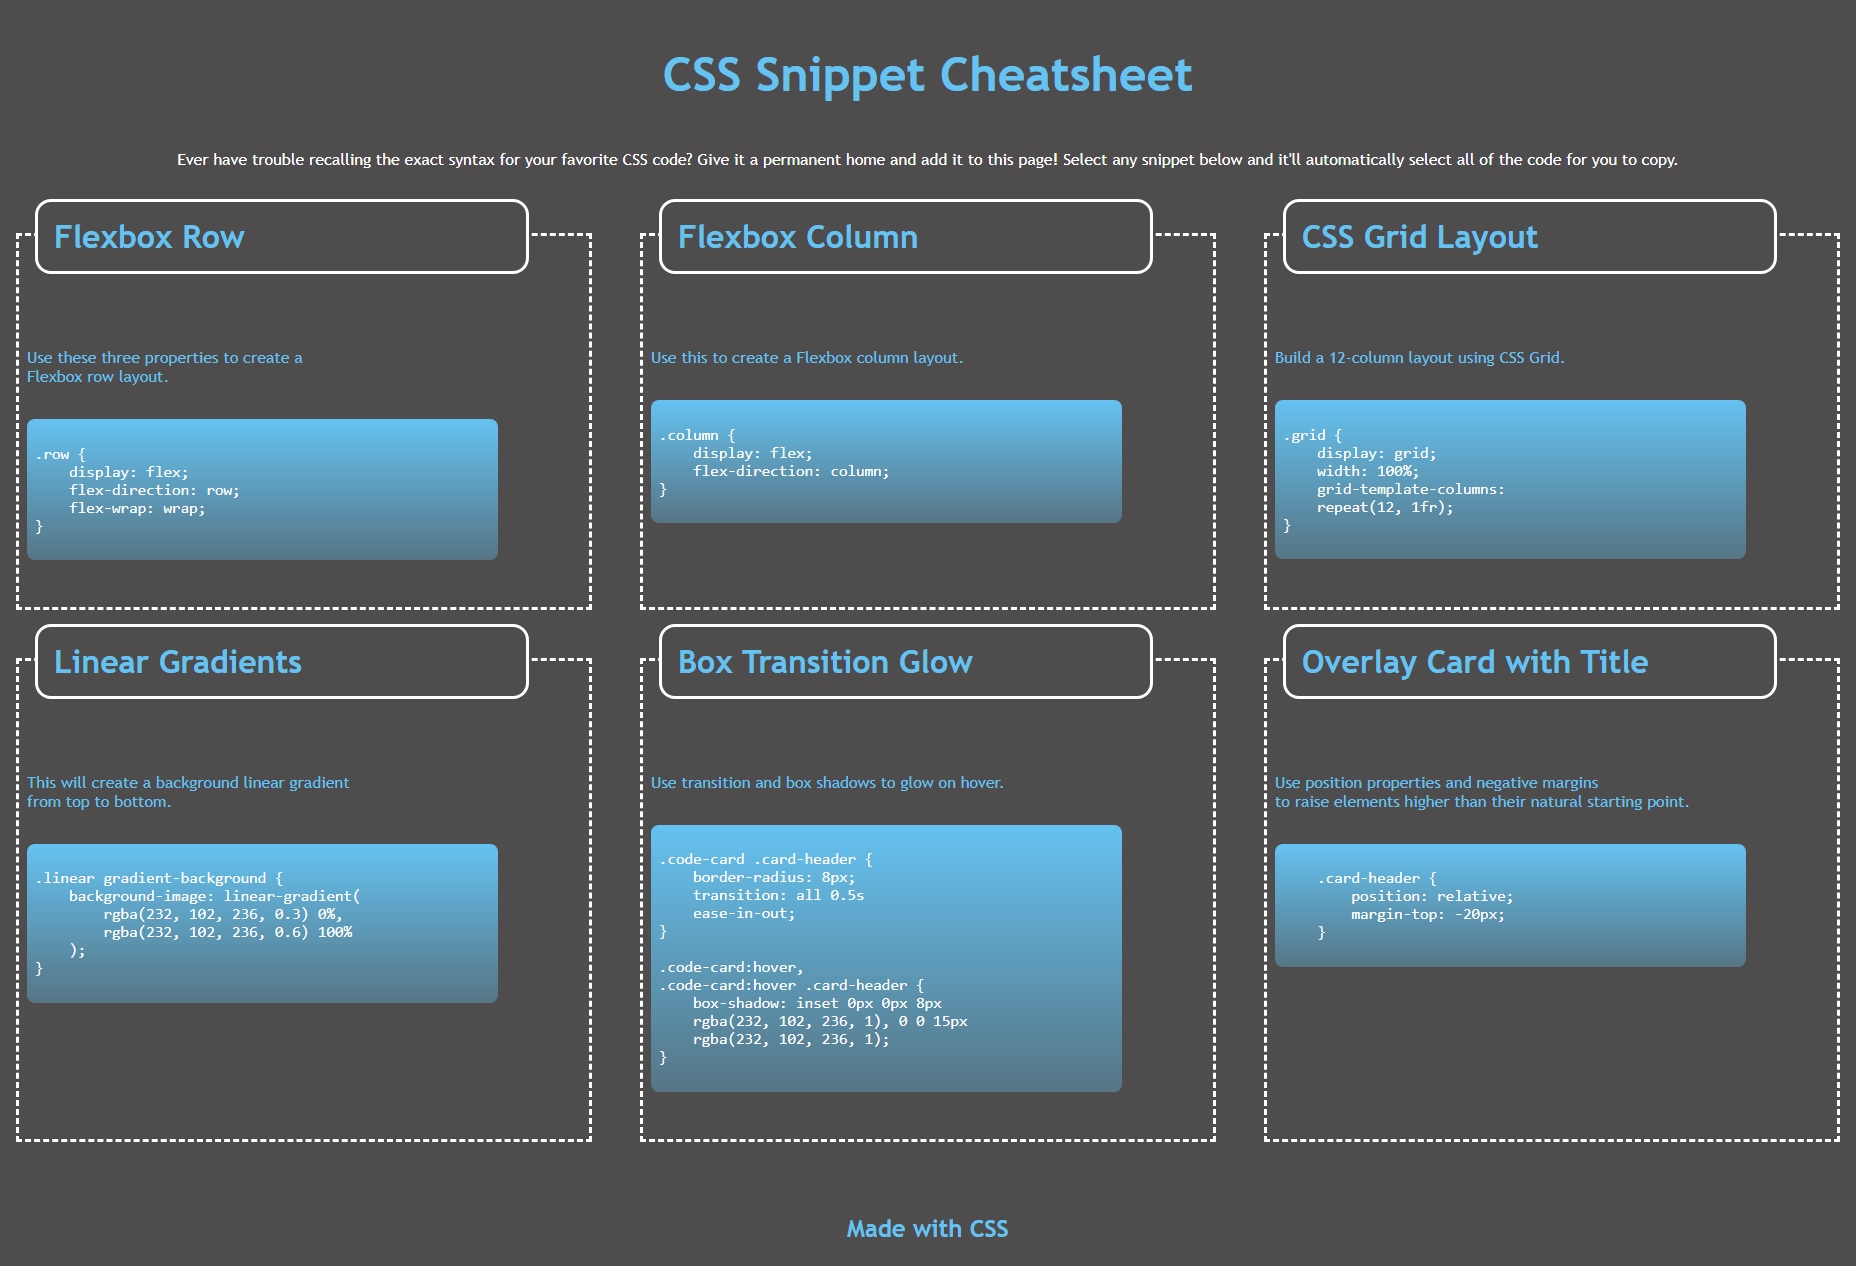 CSS Snippet Cheatsheet
Ever have trouble recalling the exact syntax for your favorite CSS code? Give it a permanent home and add it to this page! Select any snippet below and it'll automatically select all of the code for you to copy.
Flexbox Row
Use these three properties to create a
Flexbox row layout.
.row {
    display: flex;
    flex-direction: row;
    flex-wrap: wrap;
}
Flexbox Column
Use this to create a Flexbox column layout.
.column {
    display: flex;
    flex-direction: column;
}
CSS Grid Layout
Build a 12-column layout using CSS Grid.
.grid {
    display: grid;
    width: 100%;
    grid-template-columns:
    repeat(12, 1fr);
}
Linear Gradients
This will create a background linear gradient
from top to bottom.
.linear gradient-background {
    background-image: linear-gradient(
        rgba(232, 102, 236, 0.3) 0%,
        rgba(232, 102, 236, 0.6) 100%
    );
}
Box Transition Glow
Use transition and box shadows to glow on hover.
.code-card .card-header {
    border-radius: 8px;
    transition: all 0.5s
    ease-in-out;
}
.code-card:hover,
.code-card:hover .card-header {
    box-shadow: inset 0px 0px 8px
    rgba(232, 102, 236, 1), 0 0 15px
    rgba(232, 102, 236, 1);
}
Overlay Card with Title
Use position properties and negative margins
to raise elements higher than their natural starting point.
.card-header {
    position: relative;
    margin-top: -20px;
}
Made with CSS